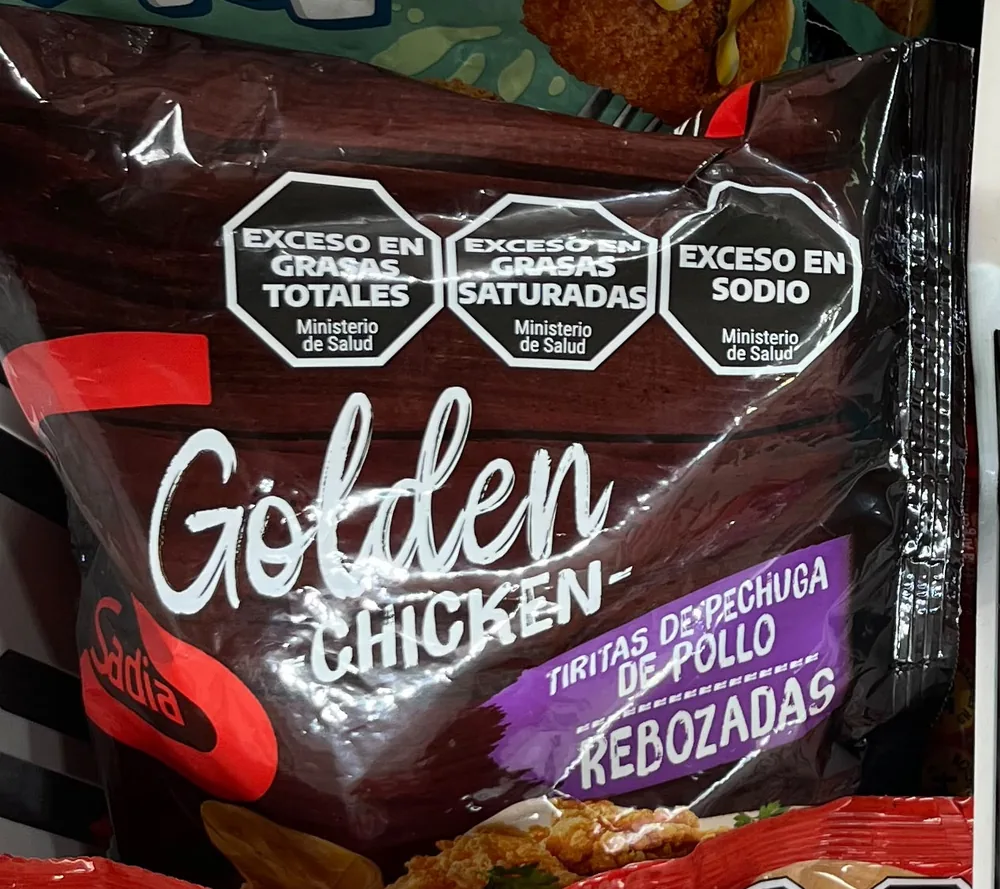 EXCESO EN
GRASAS
TOTALES
Ministerio
de Salud
EXCESO EN
GRASAS
SATURADAS
Ministerio
de Salud
EXCESO EN
SODIO
Ministerio
de Salud
Golden
-CHICKEN-
Sadia
TIRITAS DE PECHUGA
DE POLLO
REBOZADAS